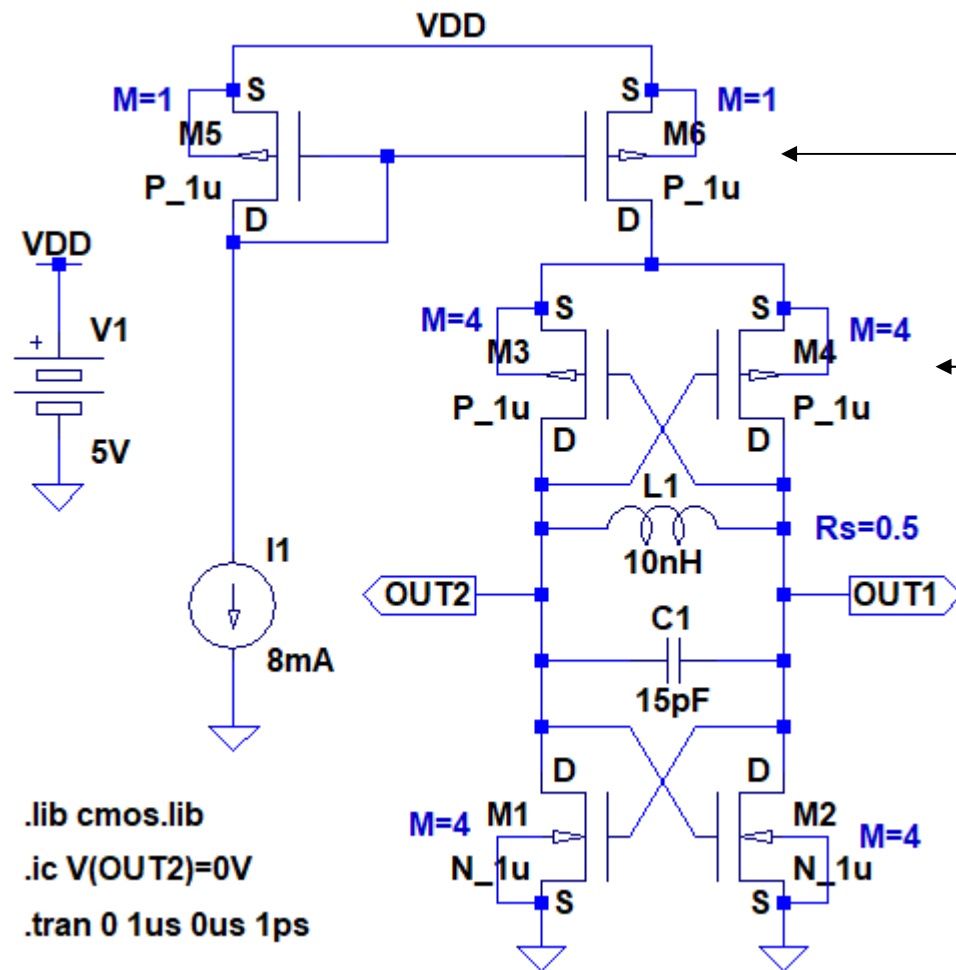 VDD
S
S
M=1
M=1
M5
M6
P_1u
P_1u
D
D
VDD
S
S
M=4
M=4
+
V1
M3
M4
P_1u
P_1u
5V
D
D
L1
Rs=0.5
10nH
I1
OUT2
OUT1
C1
8mA
15pF
D
D
.lib cmos.lib
M=4
M1
M2
M=4
.ic V(OUT2)=0V
N_1u
N_1u
S
S
.tran 0 1us 0us 1ps